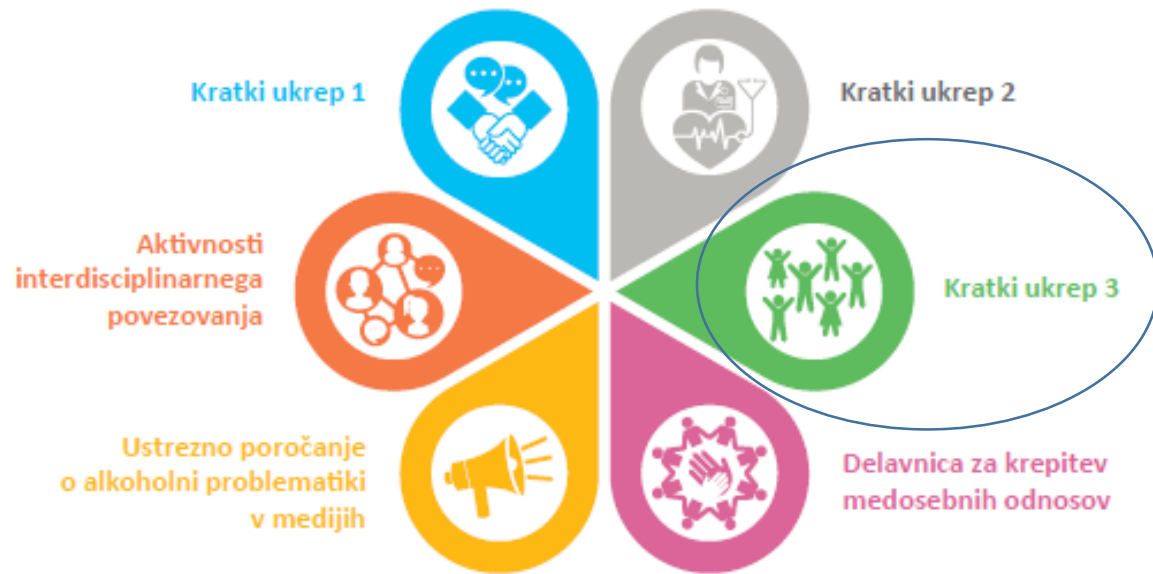 Kratki ukrep 1
Kratki ukrep 2
Aktivnosti
interdisciplinarnega
povezovanja
Kratki ukrep 3
Ustrezno poročanje
o alkoholni problematiki
v medijih
Delavnica za krepitev
medosebnih odnosov